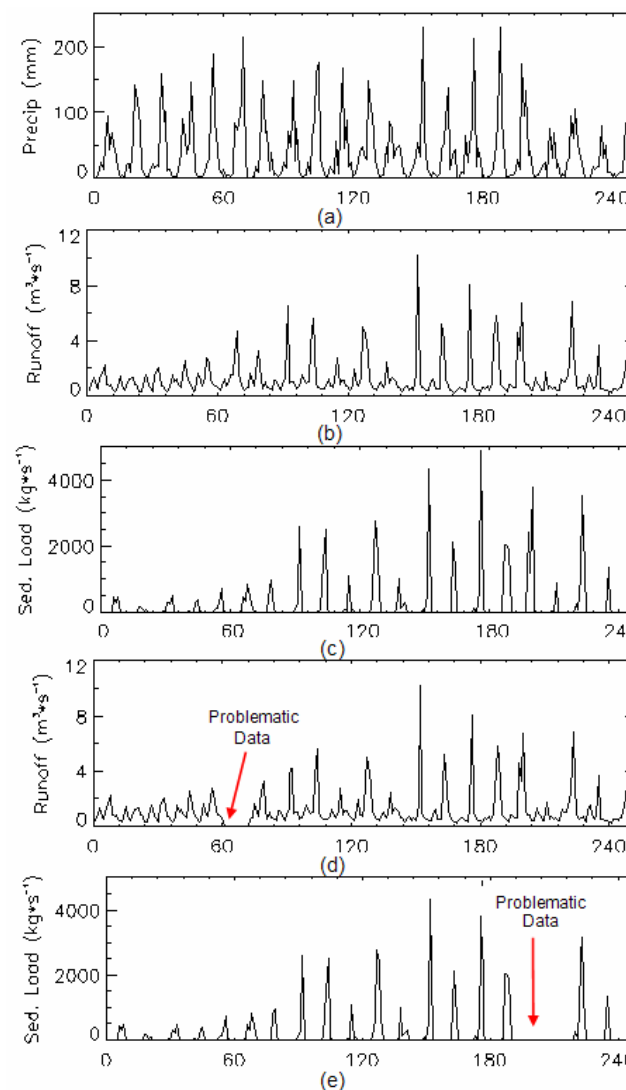 200
Precip (mm)
100
0
0 60 120 180 240
(a)
12
Runoff (m³*s⁻¹)
8
4
0
0 60 120 180 240
(b)
Sed. Load (kg*s⁻¹)
4000
2000
0
0 60 120 180 240
(c)
12
Runoff (m³*s⁻¹)
Problematic
Data
8
4
0
0 60 120 180 240
(d)
Sed. Load (kg*s⁻¹)
4000
Problematic
Data
2000
0
0 60 120 180 240
(e)